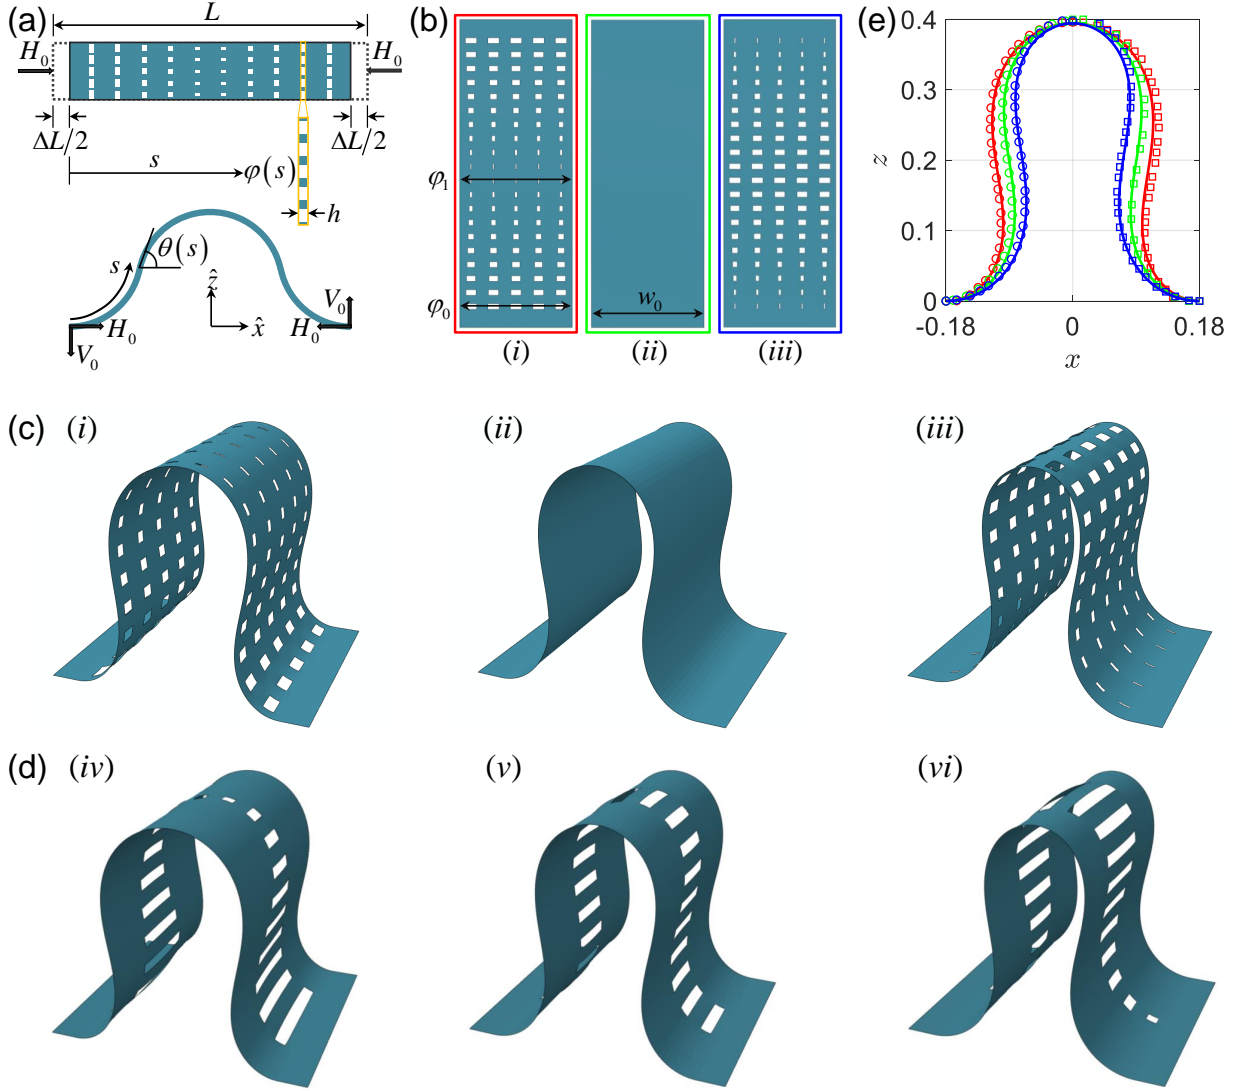 (a)
L
H₀
H₀
ΔL/2
ΔL/2
s
φ(s)
h
θ(s)
s
ẑ
x̂
V₀
H₀
H₀
V₀
(b)
φ₁
φ₀
w₀
(i)
(ii)
(iii)
(e)
0.4
0.3
0.2
0.1
0
z
-0.18
0
0.18
x
(c)
(i)
(ii)
(iii)
(d)
(iv)
(v)
(vi)